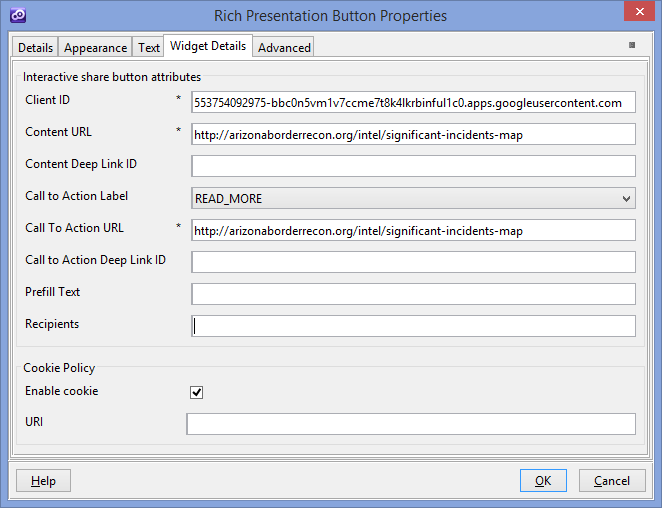 Rich Presentation Button Properties
Details Appearance Text Widget Details Advanced
Interactive share button attributes
Client ID * 553754092975-bbc0n5vm1v7ccme7t8k4lkrbinful1c0.apps.googleusercontent.com
Content URL * http://arizonaborderrecon.org/intel/significant-incidents-map
Content Deep Link ID
Call to Action Label READ_MORE
Call To Action URL * http://arizonaborderrecon.org/intel/significant-incidents-map
Call to Action Deep Link ID
Prefill Text
Recipients
Cookie Policy
Enable cookie
URI
Help OK Cancel